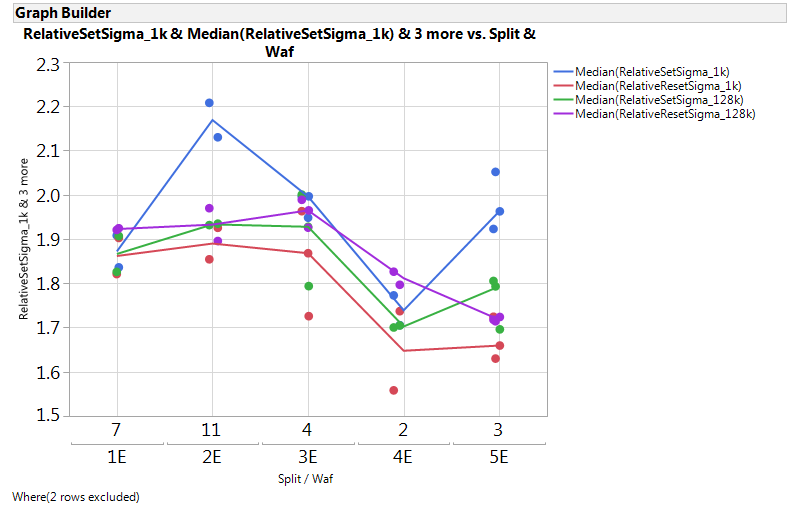 Graph Builder
RelativeSetSigma_1k & Median(RelativeSetSigma_1k) & 3 more vs. Split &
Waf
2.3
2.2
2.1
2.0
1.9
1.8
1.7
1.6
1.5
RelativeSetSigma_1k & 3 more
7 11 4 2 3
1E 2E 3E 4E 5E
Split / Waf
Median(RelativeSetSigma_1k)
Median(RelativeResetSigma_1k)
Median(RelativeSetSigma_128k)
Median(RelativeResetSigma_128k)
Where(2 rows excluded)